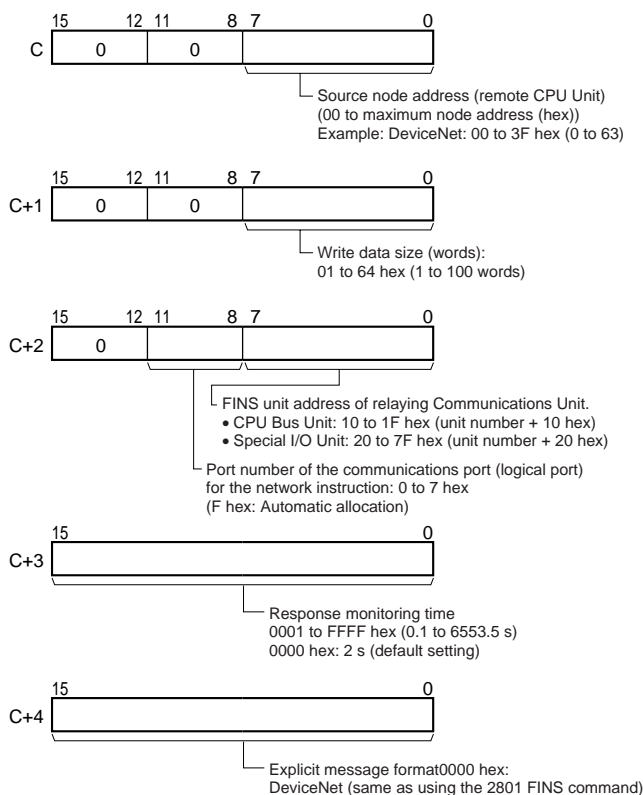 15 12 11 8 7 0
C 0 0
Source node address (remote CPU Unit)
(00 to maximum node address (hex))
Example: DeviceNet: 00 to 3F hex (0 to 63)
15 12 11 8 7 0
C+1 0 0
Write data size (words):
01 to 64 hex (1 to 100 words)
15 12 11 8 7 0
C+2 0
FINS unit address of relaying Communications Unit.
• CPU Bus Unit: 10 to 1F hex (unit number + 10 hex)
• Special I/O Unit: 20 to 7F hex (unit number + 20 hex)
Port number of the communications port (logical port)
for the network instruction: 0 to 7 hex
(F hex: Automatic allocation)
15 0
C+3
Response monitoring time
0001 to FFFF hex (0.1 to 6553.5 s)
0000 hex: 2 s (default setting)
15 0
C+4
Explicit message format0000 hex:
DeviceNet (same as using the 2801 FINS command)